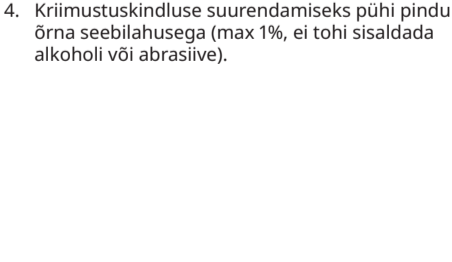 4. Kriimustuskindluse suurendamiseks pühi pindu
õrna seebilahusega (max 1%, ei tohi sisaldada
alkoholi või abrasiive).